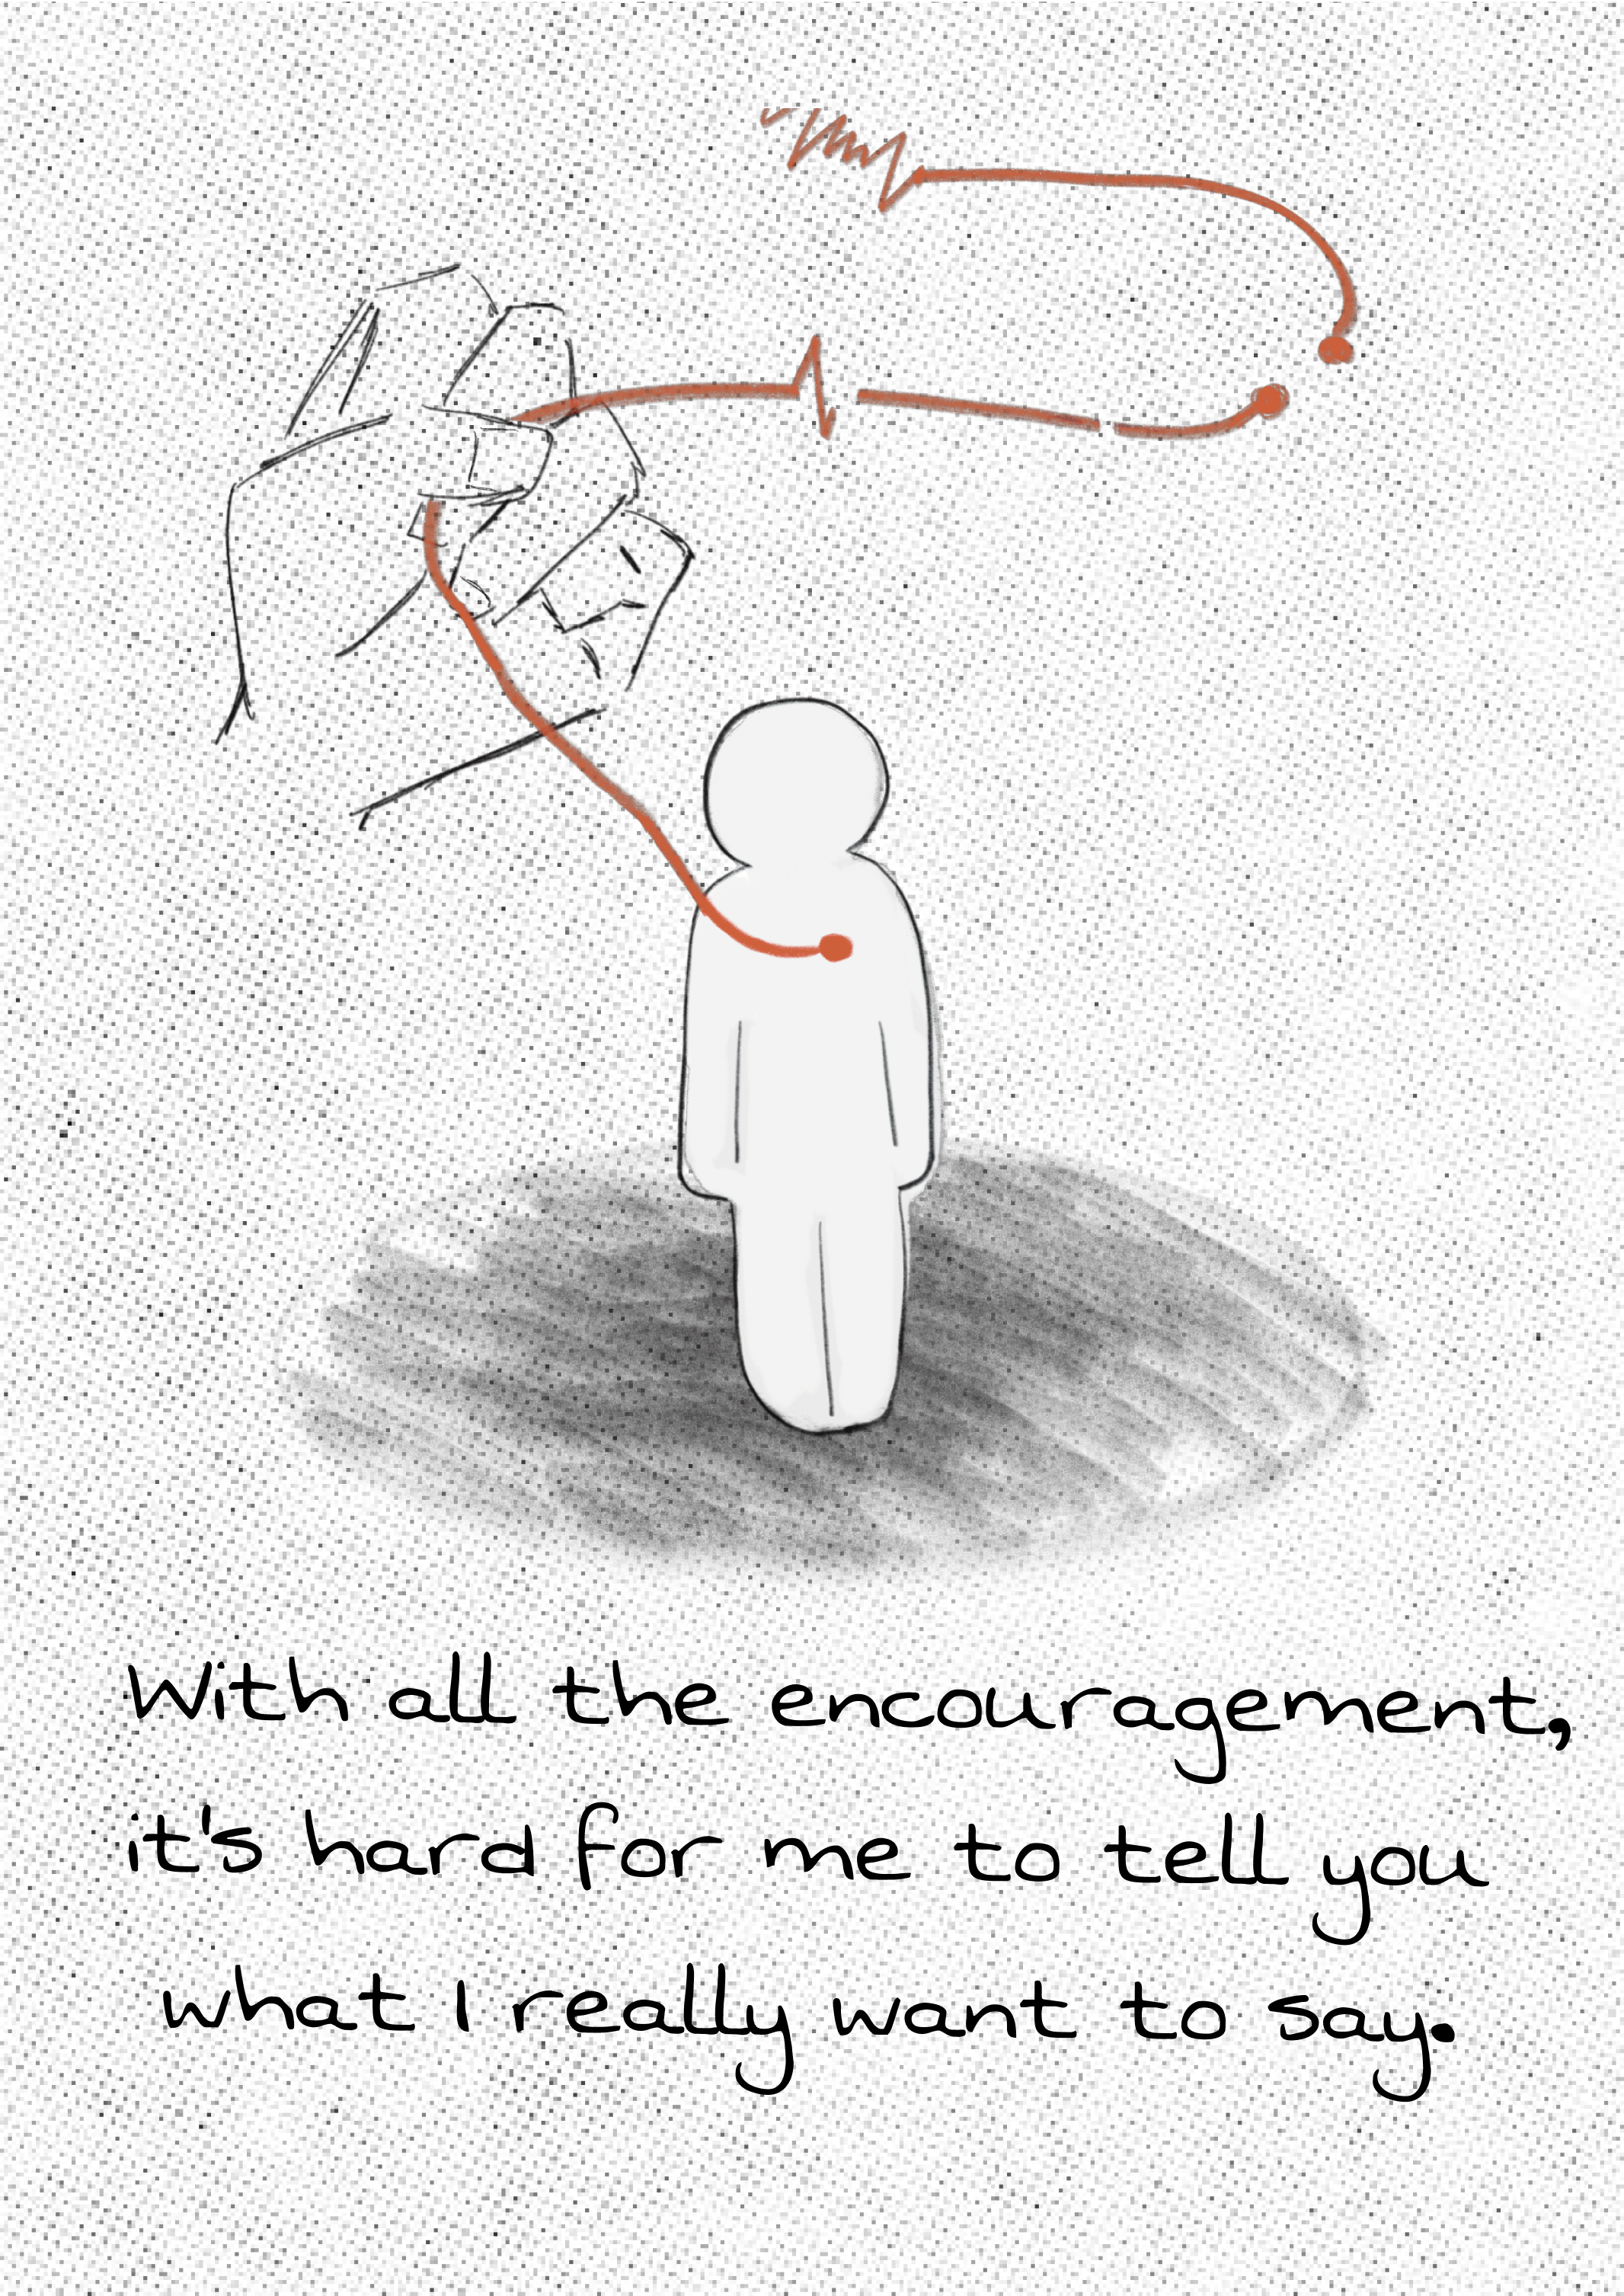 With all the encouragement,
it's hard for me to tell you
what I really want to say.